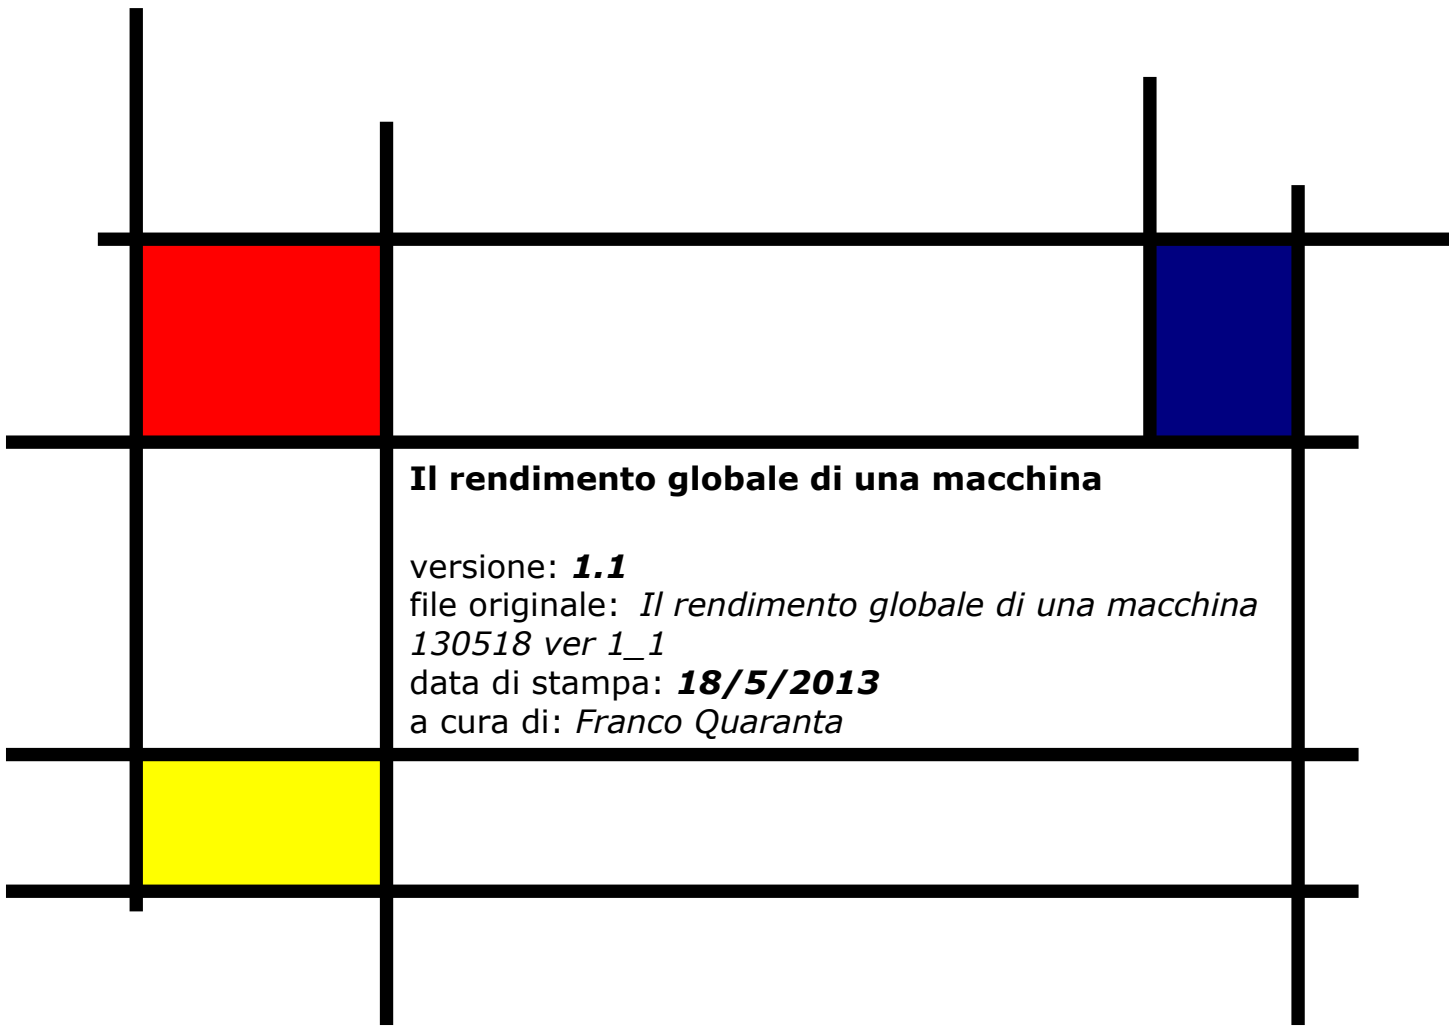 Il rendimento globale di una macchina
versione: 1.1
file originale: Il rendimento globale di una macchina
130518 ver 1_1
data di stampa: 18/5/2013
a cura di: Franco Quaranta